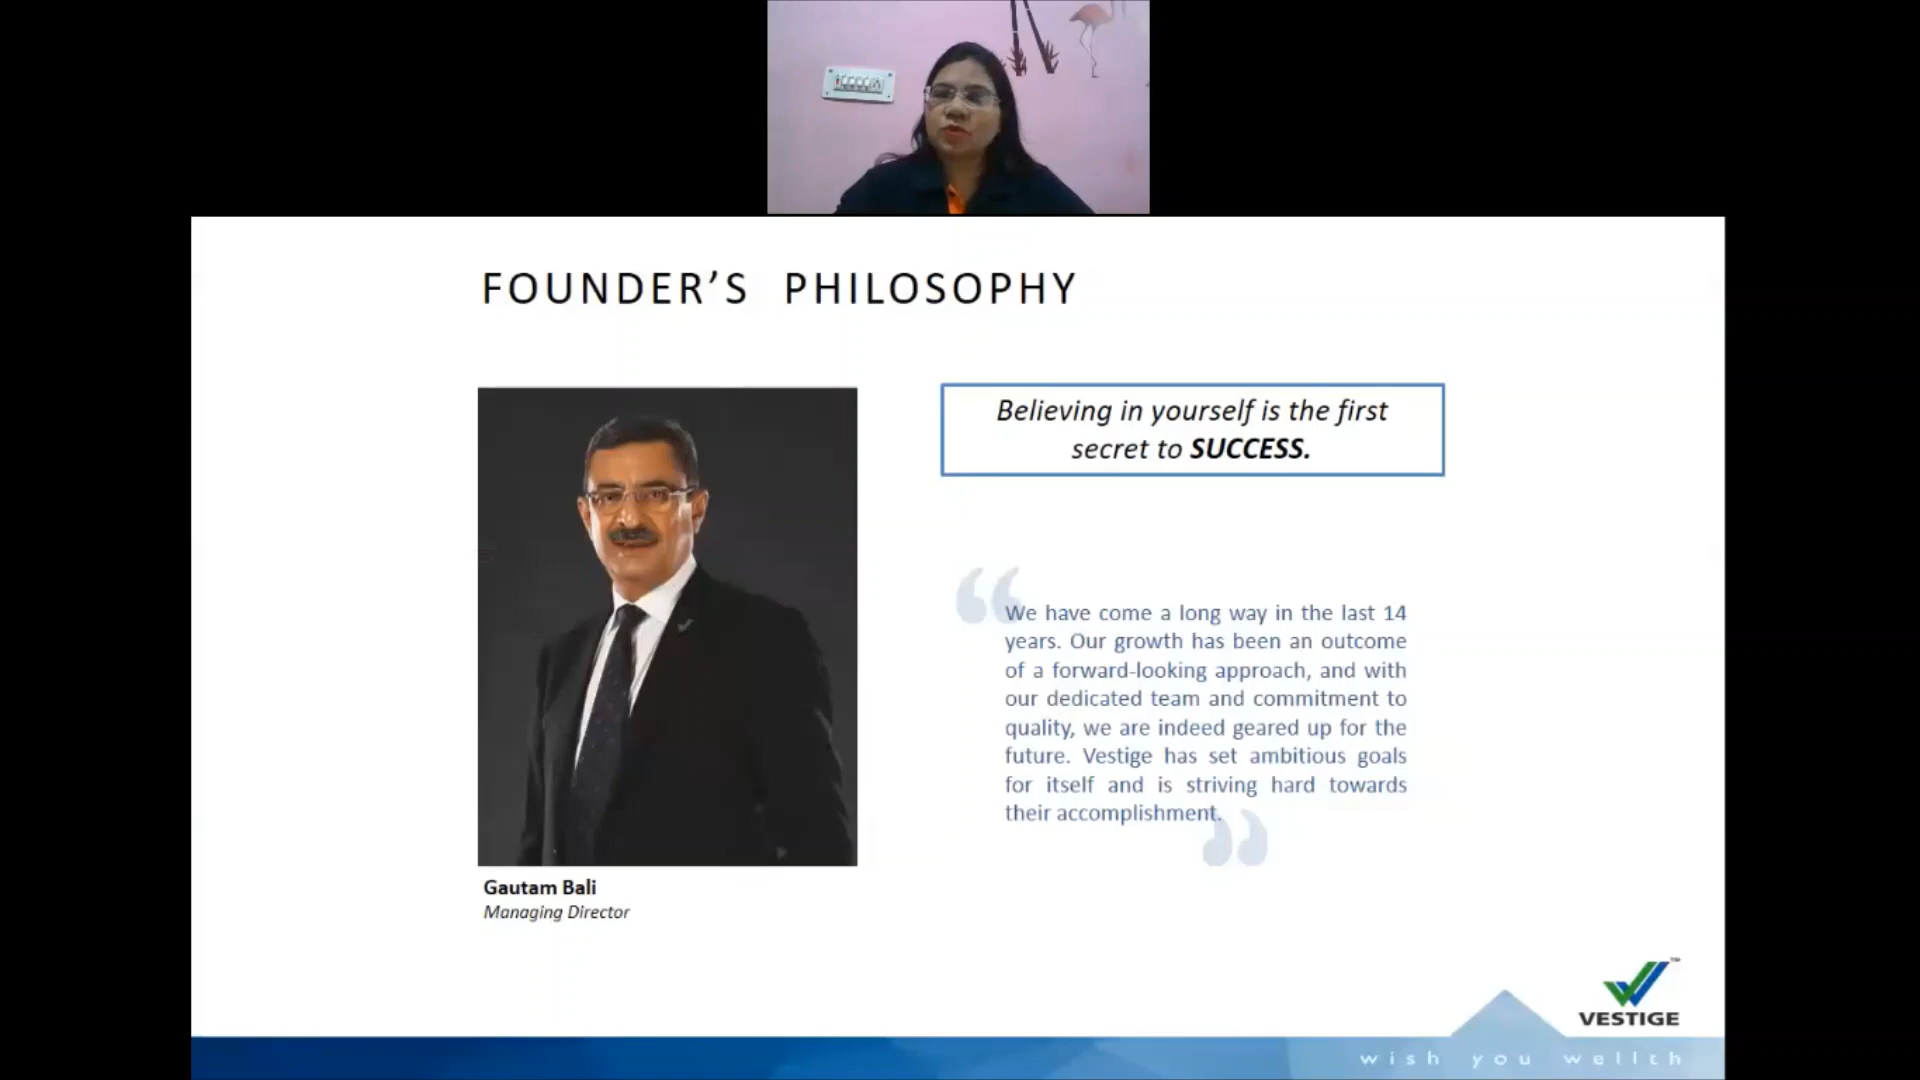 FOUNDER’S PHILOSOPHY
Believing in yourself is the first
secret to SUCCESS.
“
We have come a long way in the last 14
years. Our growth has been an outcome
of a forward-looking approach, and with
our dedicated team and commitment to
quality, we are indeed geared up for the
future. Vestige has set ambitious goals
for itself and is striving hard towards
their accomplishment.
”
Gautam Bali
Managing Director
TM
VESTIGE
wish you wellth